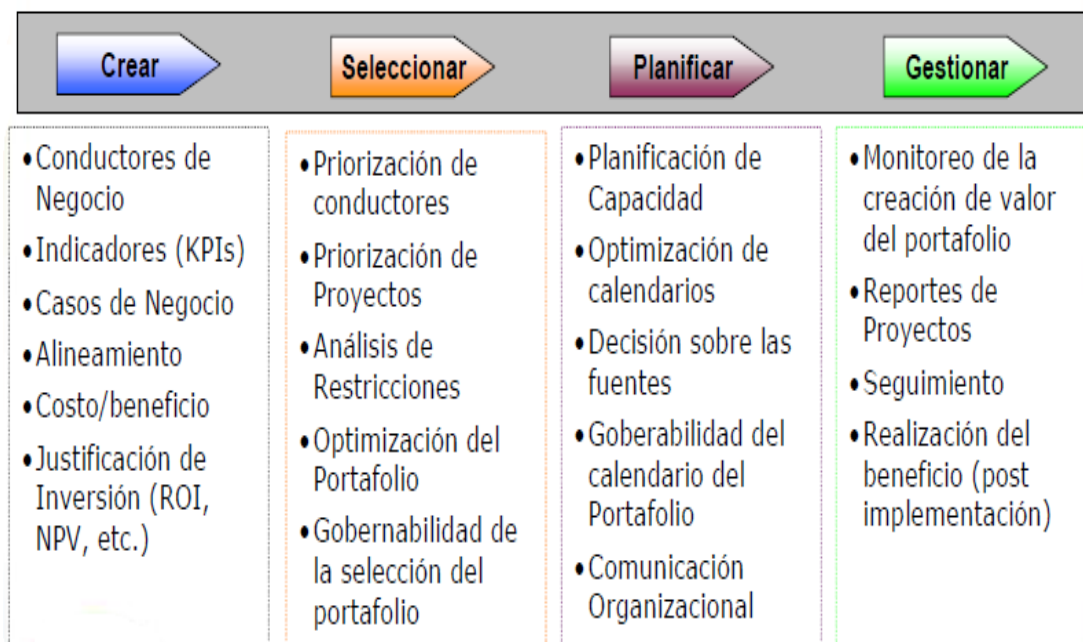 Crear
Seleccionar
Planificar
Gestionar
•Conductores de
Negocio
•Indicadores (KPIs)
•Casos de Negocio
•Alineamiento
•Costo/beneficio
•Justificación de
Inversión (ROI,
NPV, etc.)
•Priorización de
conductores
•Priorización de
Proyectos
•Análisis de
Restricciones
•Optimización del
Portafolio
•Gobernabilidad de
la selección del
portafolio
•Planificación de
Capacidad
•Optimización de
calendarios
•Decisión sobre las
fuentes
•Goberabilidad del
calendario del
Portafolio
•Comunicación
Organizacional
•Monitoreo de la
creación de valor
del portafolio
•Reportes de
Proyectos
•Seguimiento
•Realización del
beneficio (post
implementación)